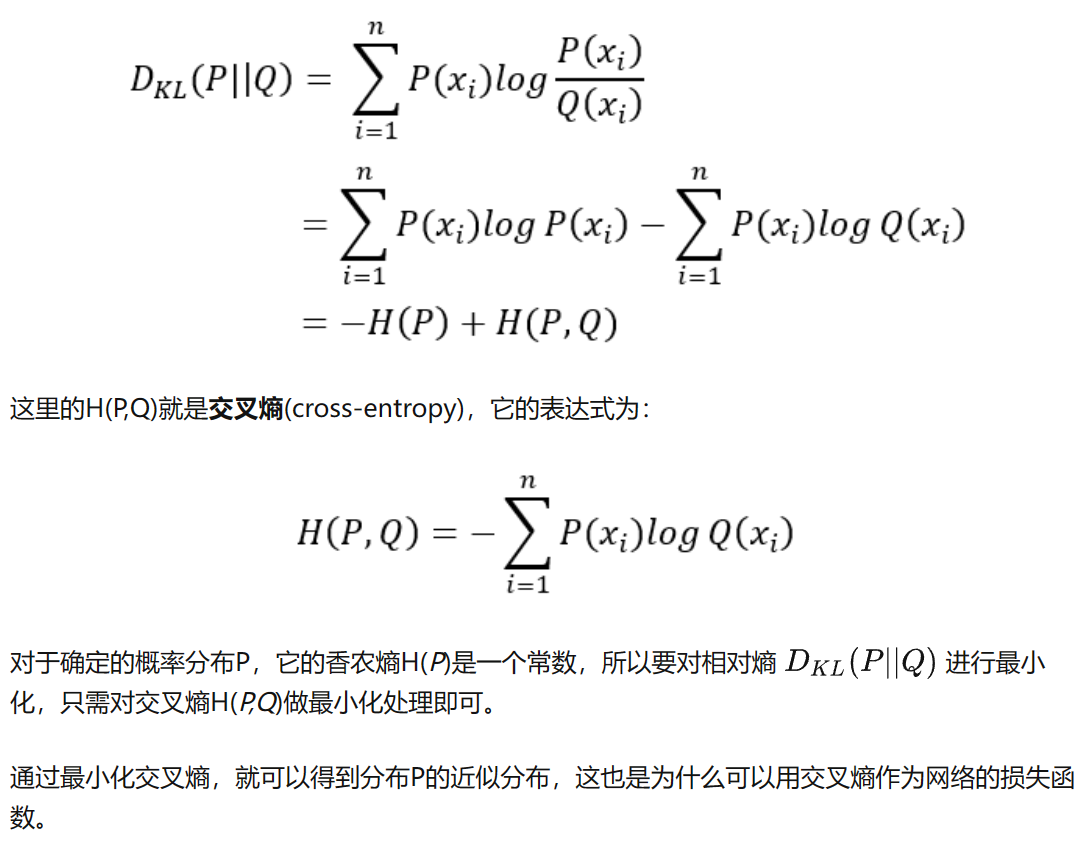 D_{KL}(P||Q) = \sum_{i=1}^{n} P(x_i) log \frac{P(x_i)}{Q(x_i)}
= \sum_{i=1}^{n} P(x_i) log P(x_i) − \sum_{i=1}^{n} P(x_i) log Q(x_i)
= −H(P) + H(P,Q)
这里的H(P,Q)就是交叉熵(cross-entropy)，它的表达式为：
H(P,Q) = − \sum_{i=1}^{n} P(x_i) log Q(x_i)
对于确定的概率分布P，它的香农熵H(P)是一个常数，所以要对相对熵 D_{KL}(P||Q) 进行最小
化，只需对交叉熵H(P,Q)做最小化处理即可。
通过最小化交叉熵，就可以得到分布P的近似分布，这也是为什么可以用交叉熵作为网络的损失函
数。